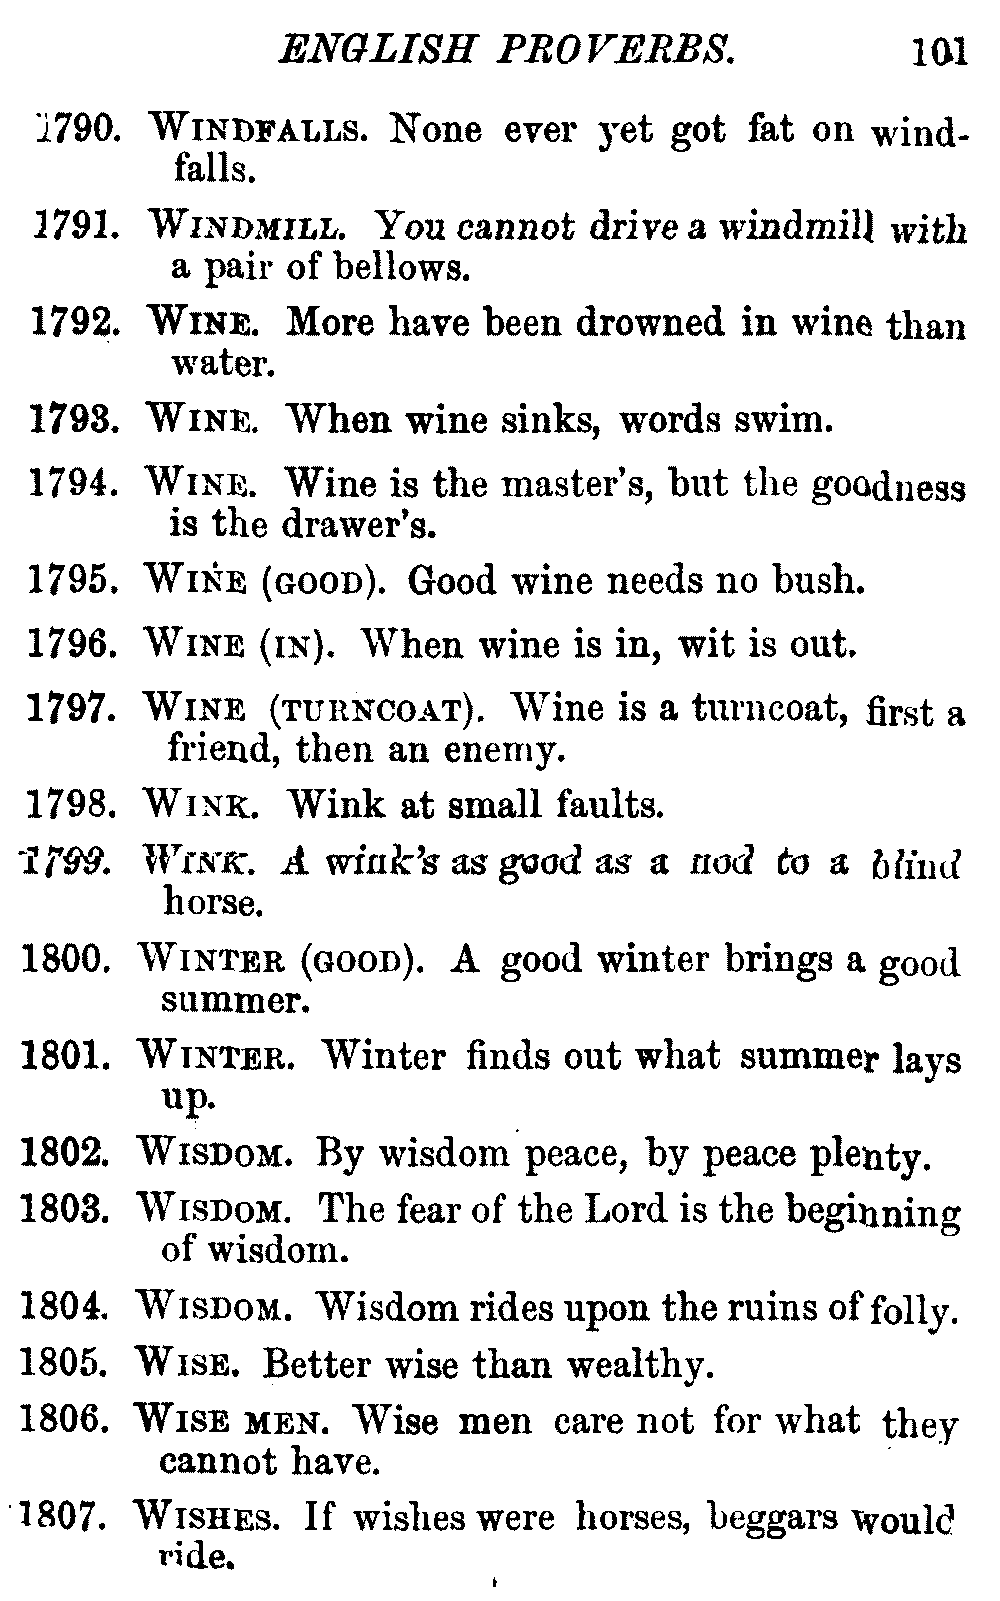 ENGLISH PROVERBS. 101
1790. WINDFALLS. None ever yet got fat on wind-
falls.
1791. WINDMILL. You cannot drive a windmill with
a pair of bellows.
1792. WINE. More have been drowned in wine than
water.
1793. WINE. When wine sinks, words swim.
1794. WINE. Wine is the master's, but the goodness
is the drawer's.
1795. WINE (GOOD). Good wine needs no bush.
1796. WINE (IN). When wine is in, wit is out.
1797. WINE (TURNCOAT). Wine is a turncoat, first a
friend, then an enemy.
1798. WINK. Wink at small faults.
1799. WINK. A wink's as good as a nod to a blind
horse.
1800. WINTER (GOOD). A good winter brings a good
summer.
1801. WINTER. Winter finds out what summer lays
up.
1802. WISDOM. By wisdom peace, by peace plenty.
1803. WISDOM. The fear of the Lord is the beginning
of wisdom.
1804. WISDOM. Wisdom rides upon the ruins of folly.
1805. WISE. Better wise than wealthy.
1806. WISE MEN. Wise men care not for what they
cannot have.
1807. WISHES. If wishes were horses, beggars would
ride.